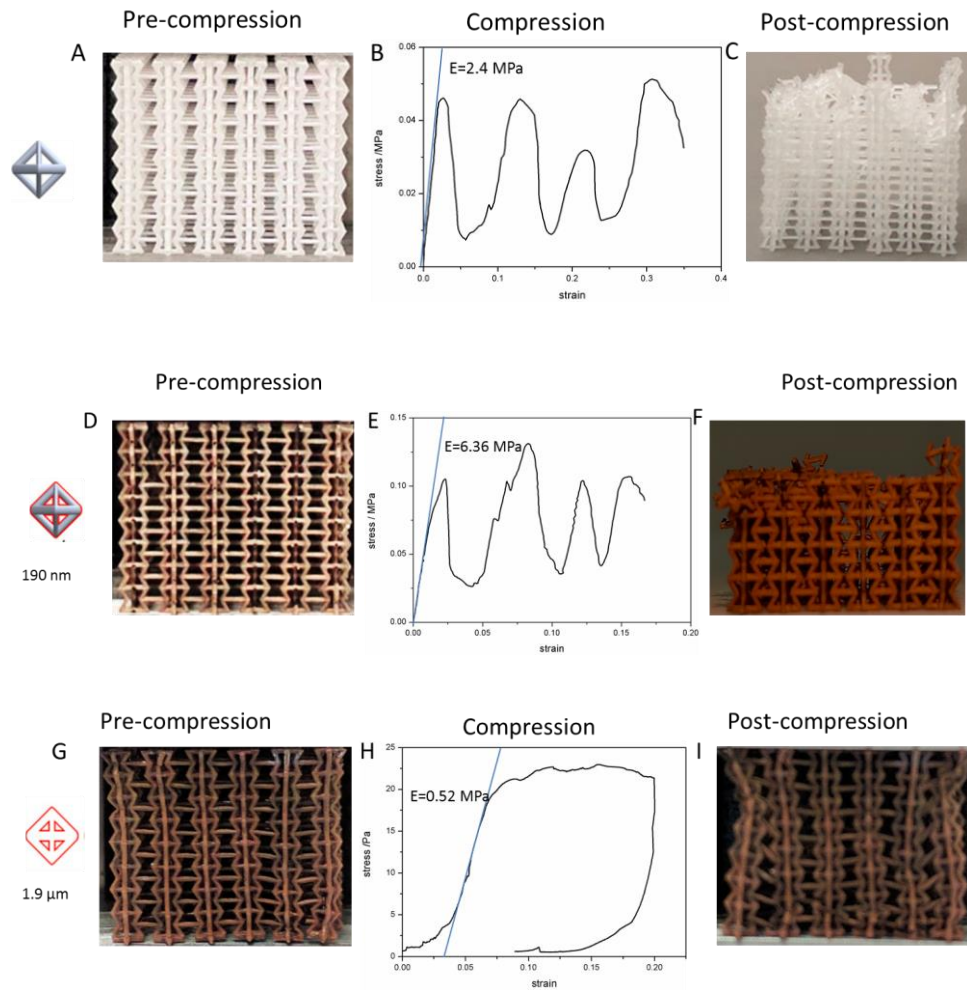 Pre-compression
Compression
Post-compression
A
B
C
E=2.4 MPa
0.06
0.04
0.02
0.00
stress /MPa
0.0
0.1
0.2
0.3
0.4
strain
Pre-compression
Post-compression
D
E
F
E=6.36 MPa
0.15
0.10
0.05
0.00
stress / MPa
0.00
0.05
0.10
0.15
0.20
strain
190 nm
Pre-compression
Compression
Post-compression
G
H
I
E=0.52 MPa
25
20
15
10
5
0
stress /Pa
0.00
0.05
0.10
0.15
0.20
strain
1.9 μm